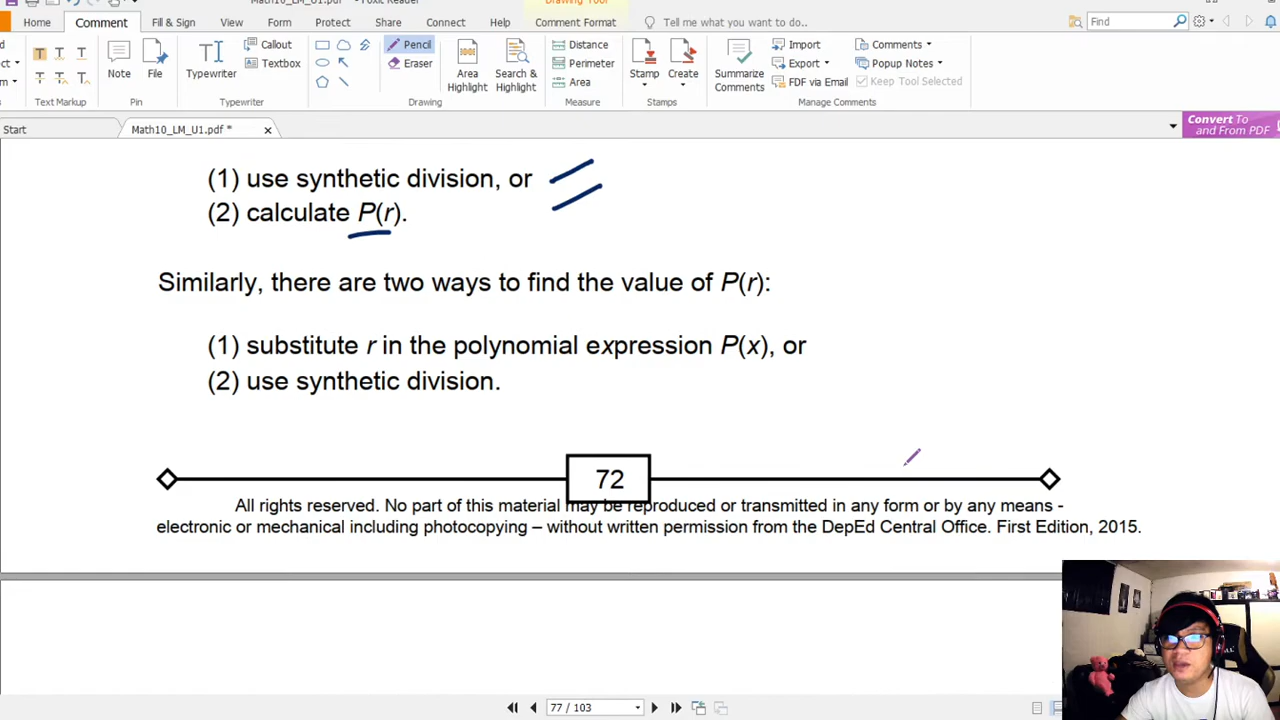 Math10_LM_U1.pdf * - Foxit Reader
Drawing Tool
Home Comment Fill & Sign View Form Protect Share Connect Help Comment Format Tell me what you want to do.. Find
Note File Typewriter Callout Textbox Pencil Eraser Area Highlight Search & Highlight Distance Perimeter Area Stamp Create Summarize Comments Import Export FDF via Email Comments Popup Notes Keep Tool Selected
Text Markup Pin Typewriter Drawing Measure Stamps Manage Comments
Start Math10_LM_U1.pdf * Convert To
and From PDF
(1) use synthetic division, or
(2) calculate P(r).
Similarly, there are two ways to find the value of P(r):
(1) substitute r in the polynomial expression P(x), or
(2) use synthetic division.
72
All rights reserved. No part of this material may be reproduced or transmitted in any form or by any means -
electronic or mechanical including photocopying – without written permission from the DepEd Central Office. First Edition, 2015.
77 / 103